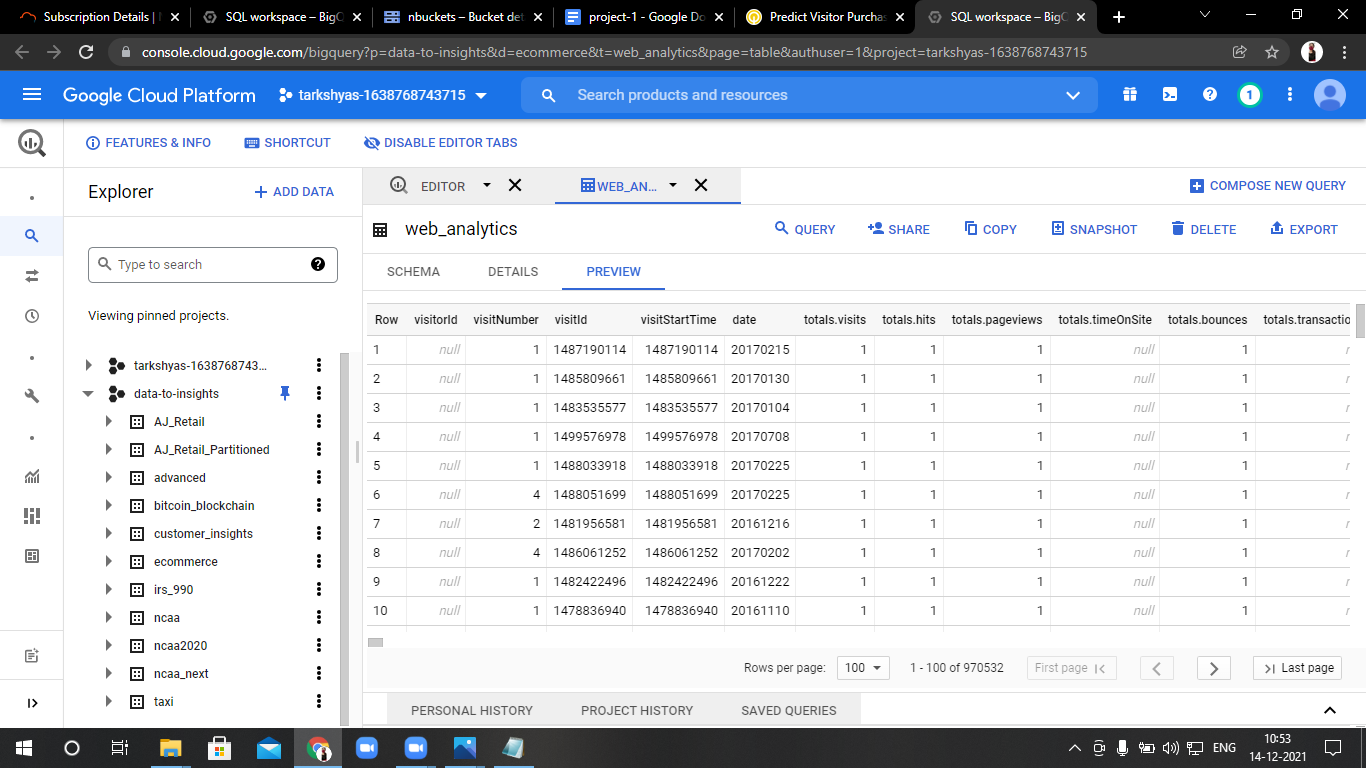 Subscription Details | N
SQL workspace – BigQ
nbuckets – Bucket det
project-1 - Google Do
Predict Visitor Purchas
SQL workspace – BigQ
console.cloud.google.com/bigquery?p=data-to-insights&d=ecommerce&t=web_analytics&page=table&authuser=1&project=tarkshyas-1638768743715
Google Cloud Platform
tarkshyas-1638768743715
Search products and resources
1
FEATURES & INFO
SHORTCUT
DISABLE EDITOR TABS
Explorer
+ ADD DATA
Type to search
Viewing pinned projects.
tarkshyas-1638768743...
data-to-insights
AJ_Retail
AJ_Retail_Partitioned
advanced
bitcoin_blockchain
customer_insights
ecommerce
irs_990
ncaa
ncaa2020
ncaa_next
taxi
EDITOR
WEB_AN...
COMPOSE NEW QUERY
web_analytics
QUERY
SHARE
COPY
SNAPSHOT
DELETE
EXPORT
SCHEMA DETAILS PREVIEW
Row visitorId visitNumber visitId visitStartTime date totals.visits totals.hits totals.pageviews totals.timeOnSite totals.bounces totals.transactio
1 null 1 1487190114 1487190114 20170215 1 1 1 null 1
2 null 1 1485809661 1485809661 20170130 1 1 1 null 1
3 null 1 1483535577 1483535577 20170104 1 1 1 null 1
4 null 1 1499576978 1499576978 20170708 1 1 1 null 1
5 null 1 1488033918 1488033918 20170225 1 1 1 null 1
6 null 4 1488051699 1488051699 20170225 1 1 1 null 1
7 null 2 1481956581 1481956581 20161216 1 1 1 null 1
8 null 4 1486061252 1486061252 20170202 1 1 1 null 1
9 null 1 1482422496 1482422496 20161222 1 1 1 null 1
10 null 1 1478836940 1478836940 20161110 1 1 1 null 1
Rows per page: 100 1 - 100 of 970532 First page Last page
PERSONAL HISTORY PROJECT HISTORY SAVED QUERIES
ENG
10:53
14-12-2021